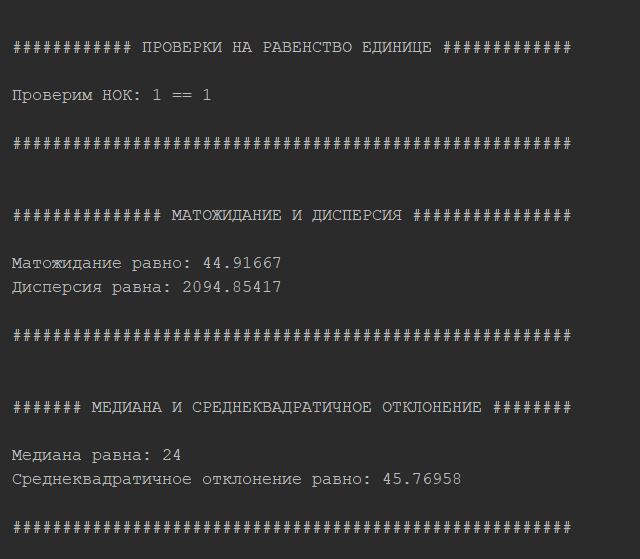 ############ ПРОВЕРКИ НА РАВЕНСТВО ЕДИНИЦЕ #############
Проверим НОК: 1 == 1
########################################################
############### МАТОЖИДАНИЕ И ДИСПЕРСИЯ ################
Матожидание равно: 44.91667
Дисперсия равна: 2094.85417
########################################################
####### МЕДИАНА И СРЕДНЕКВАДРАТИЧНОЕ ОТКЛОНЕНИЕ ########
Медиана равна: 24
Среднеквадратичное отклонение равно: 45.76958
########################################################